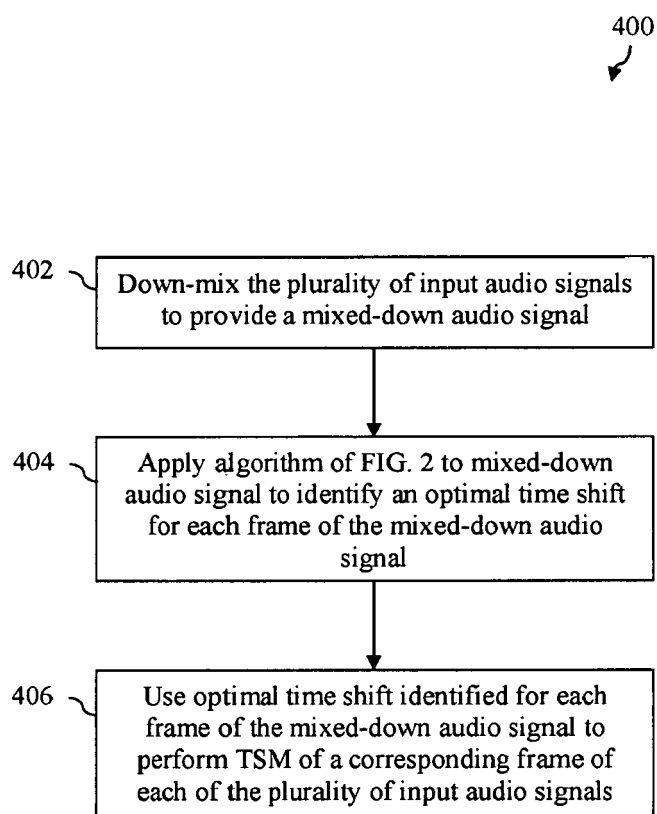 400
402
Down-mix the plurality of input audio signals
to provide a mixed-down audio signal
404
Apply algorithm of FIG. 2 to mixed-down
audio signal to identify an optimal time shift
for each frame of the mixed-down audio
signal
406
Use optimal time shift identified for each
frame of the mixed-down audio signal to
perform TSM of a corresponding frame of
each of the plurality of input audio signals